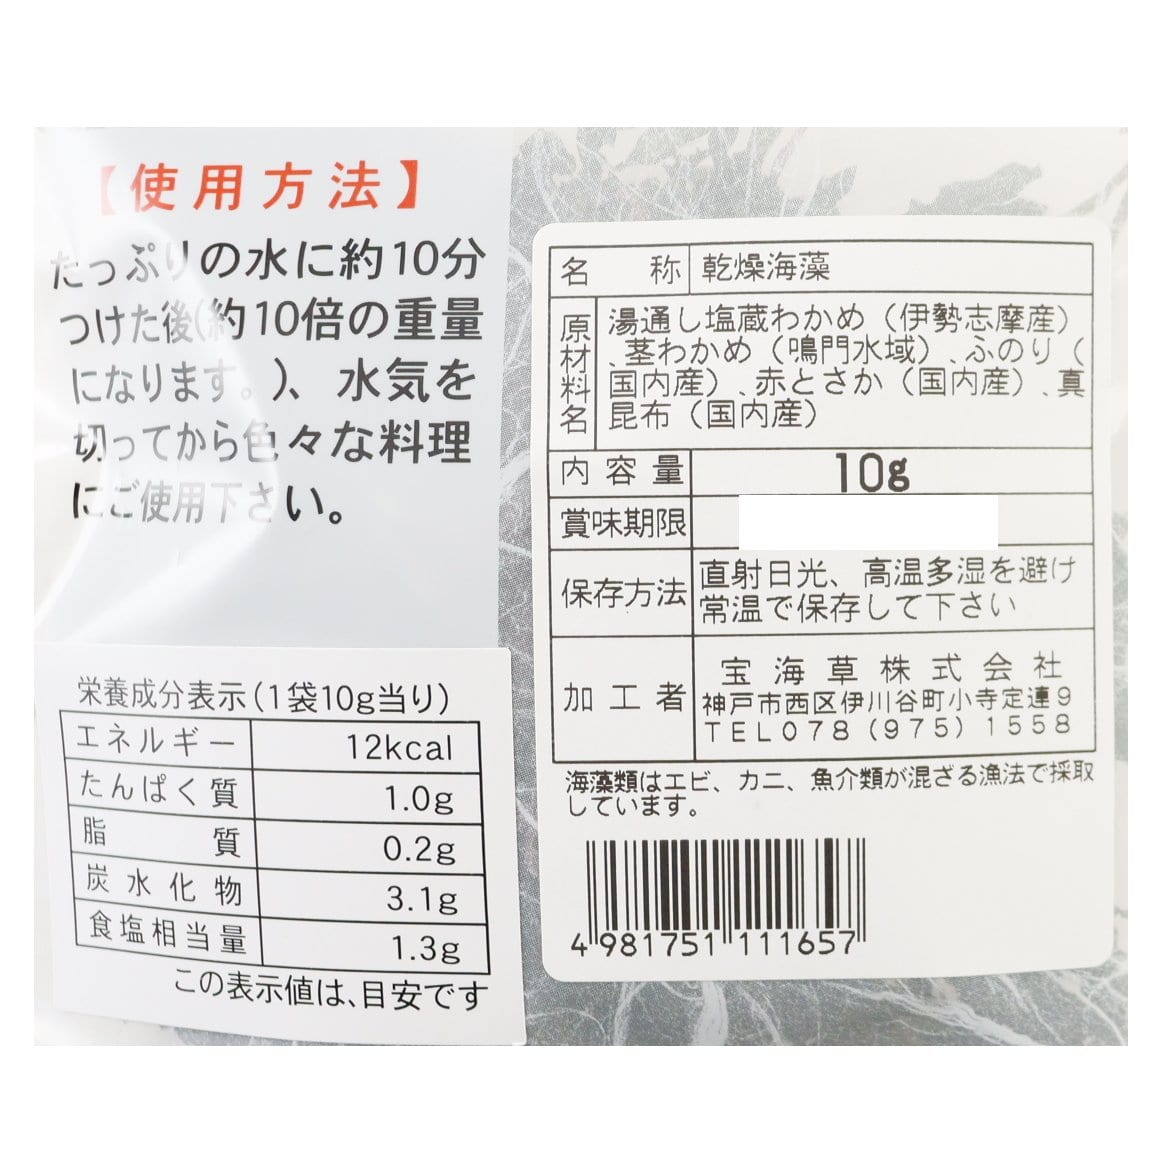 【使用方法】
たっぷりの水に約10分
つけた後(約10倍の重量
になります。)、水気を
切ってから色々な料理
にご使用下さい。
栄養成分表示(1袋10g当り)
エネルギー 12kcal
たんぱく質 1.0g
脂質 0.2g
炭水化物 3.1g
食塩相当量 1.3g
この表示値は、目安です
名称 乾燥海藻
原材料名 湯通し塩蔵わかめ（伊勢志摩産）
、茎わかめ（鳴門水域）、ふのり（
国内産）、赤とさか（国内産）、真
昆布（国内産）
内容量 10g
賞味期限
保存方法 直射日光、高温多湿を避け
常温で保存して下さい
加工者 宝海草株式会社
神戸市西区伊川谷町小寺定連9
TEL078(975)1558
海藻類はエビ、カニ、魚介類が混ざる漁法で採取
しています。
4981751111657